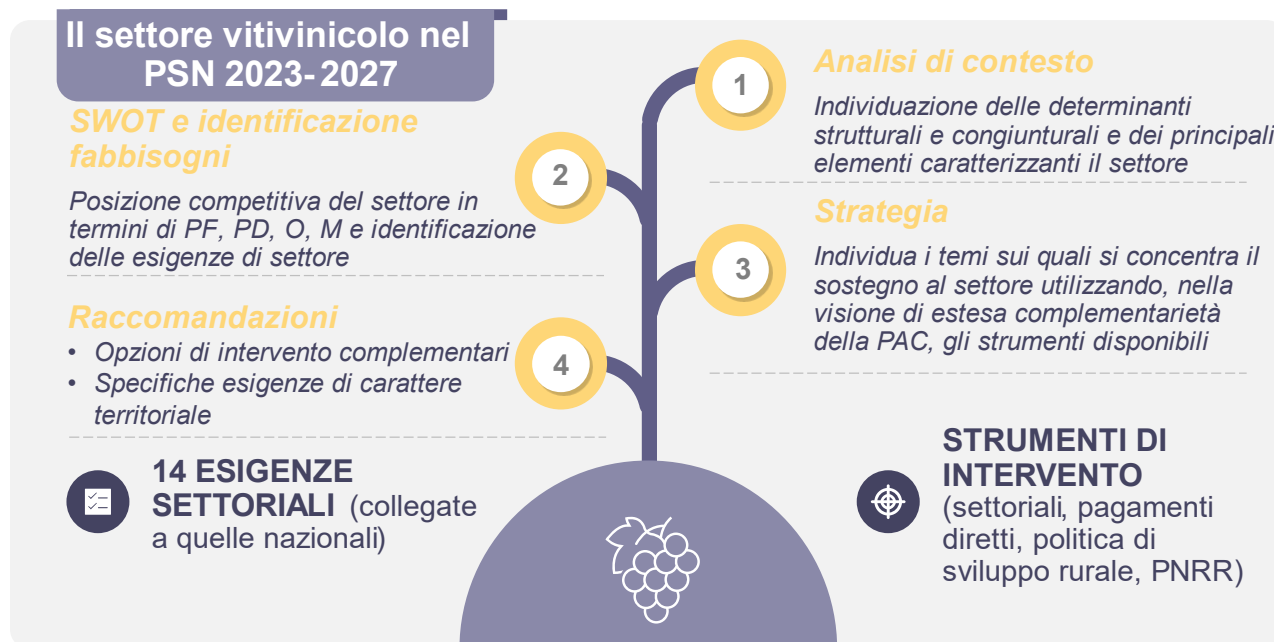 Il settore vitivinicolo nel
PSN 2023-2027
1
Analisi di contesto
Individuazione delle determinanti
strutturali e congiunturali e dei principali
elementi caratterizzanti il settore
SWOT e identificazione
fabbisogni
2
Posizione competitiva del settore in
termini di PF, PD, O, M e identificazione
delle esigenze di settore
Strategia
3
Individua i temi sui quali si concentra il
sostegno al settore utilizzando, nella
visione di estesa complementarietà
della PAC, gli strumenti disponibili
Raccomandazioni
4
• Opzioni di intervento complementari
• Specifiche esigenze di carattere
territoriale
14 ESIGENZE
SETTORIALI (collegate
a quelle nazionali)
STRUMENTI DI
INTERVENTO
(settoriali, pagamenti
diretti, politica di
sviluppo rurale, PNRR)